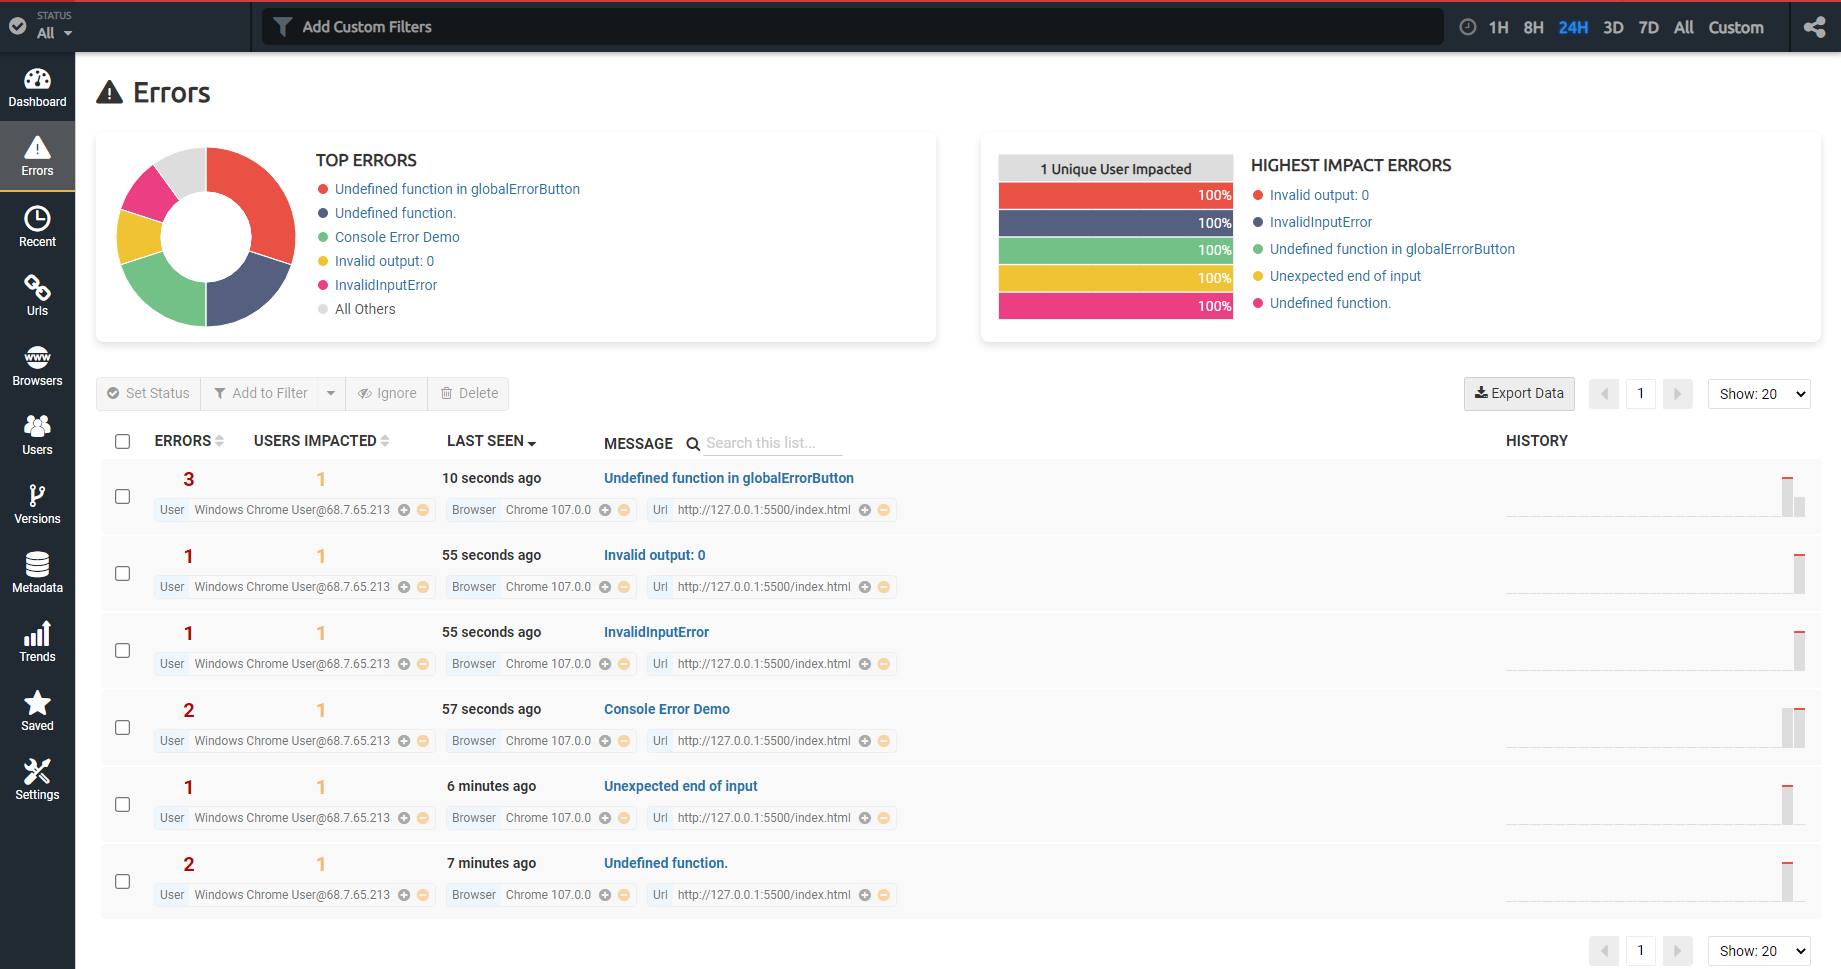 STATUS
All
Add Custom Filters
1H 8H 24H 3D 7D All Custom
Dashboard
Errors
Recent
Urls
www
Browsers
Users
Versions
Metadata
Trends
Saved
Settings
Errors
TOP ERRORS
Undefined function in globalErrorButton
Undefined function.
Console Error Demo
Invalid output: 0
InvalidInputError
All Others
1 Unique User Impacted
100%
100%
100%
100%
100%
HIGHEST IMPACT ERRORS
Invalid output: 0
InvalidInputError
Undefined function in globalErrorButton
Unexpected end of input
Undefined function.
Set Status Add to Filter Ignore Delete
Export Data 1 Show: 20
ERRORS USERS IMPACTED LAST SEEN MESSAGE Search this list... HISTORY
3 1 10 seconds ago Undefined function in globalErrorButton
User Windows Chrome User@68.7.65.213 Browser Chrome 107.0.0 Url http://127.0.0.1:5500/index.html
1 1 55 seconds ago Invalid output: 0
User Windows Chrome User@68.7.65.213 Browser Chrome 107.0.0 Url http://127.0.0.1:5500/index.html
1 1 55 seconds ago InvalidInputError
User Windows Chrome User@68.7.65.213 Browser Chrome 107.0.0 Url http://127.0.0.1:5500/index.html
2 1 57 seconds ago Console Error Demo
User Windows Chrome User@68.7.65.213 Browser Chrome 107.0.0 Url http://127.0.0.1:5500/index.html
1 1 6 minutes ago Unexpected end of input
User Windows Chrome User@68.7.65.213 Browser Chrome 107.0.0 Url http://127.0.0.1:5500/index.html
2 1 7 minutes ago Undefined function.
User Windows Chrome User@68.7.65.213 Browser Chrome 107.0.0 Url http://127.0.0.1:5500/index.html
1 Show: 20